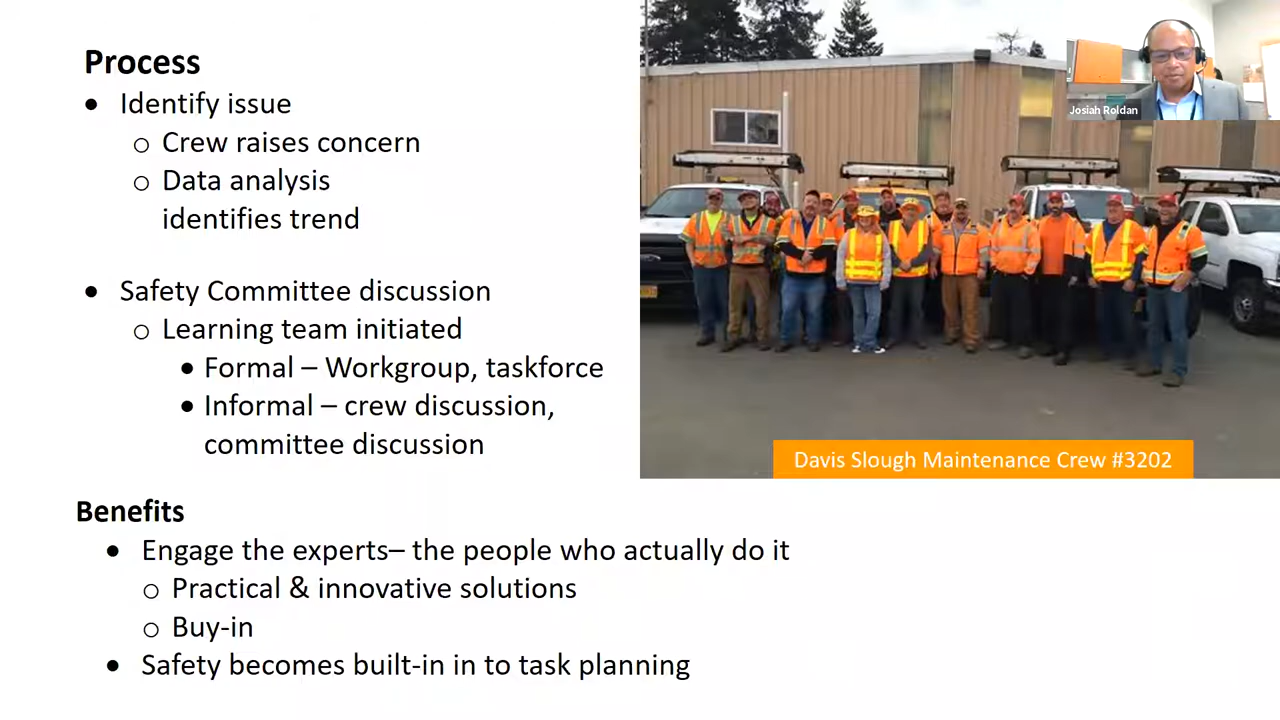 Process
• Identify issue
o Crew raises concern
o Data analysis
identifies trend
• Safety Committee discussion
o Learning team initiated
• Formal – Workgroup, taskforce
• Informal – crew discussion,
committee discussion
Josiah Roldan
Davis Slough Maintenance Crew #3202
Benefits
• Engage the experts– the people who actually do it
o Practical & innovative solutions
o Buy-in
• Safety becomes built-in in to task planning